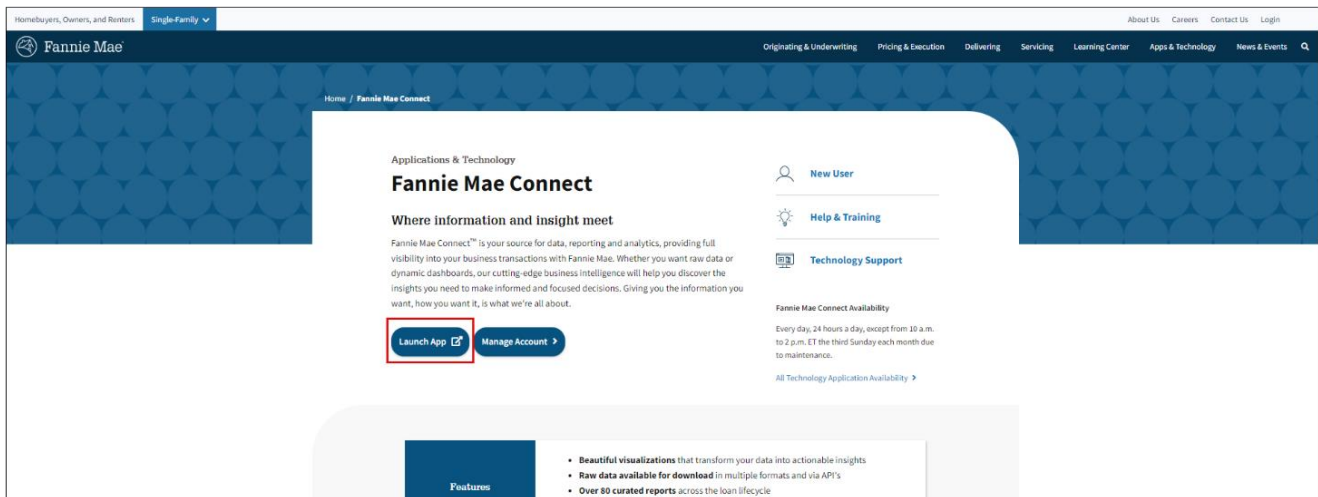 Homebuyers, Owners, and Renters
Single-Family
About Us
Careers
Contact Us
Login
Fannie Mae
Originating & Underwriting
Pricing & Execution
Delivering
Servicing
Learning Center
Apps & Technology
News & Events
Home / Fannie Mae Connect
Applications & Technology
Fannie Mae Connect
Where information and insight meet
Fannie Mae Connect™ is your source for data, reporting and analytics, providing full
visibility into your business transactions with Fannie Mae. Whether you want raw data or
dynamic dashboards, our cutting-edge business intelligence will help you discover the
insights you need to make informed and focused decisions. Giving you the information you
want, how you want it, is what we're all about.
Launch App
Manage Account
New User
Help & Training
Technology Support
Fannie Mae Connect Availability
Every day, 24 hours a day, except from 10 a.m.
to 2 p.m. ET the third Sunday each month due
to maintenance.
All Technology Application Availability
Features
• Beautiful visualizations that transform your data into actionable insights
• Raw data available for download in multiple formats and via API's
• Over 80 curated reports across the loan lifecycle